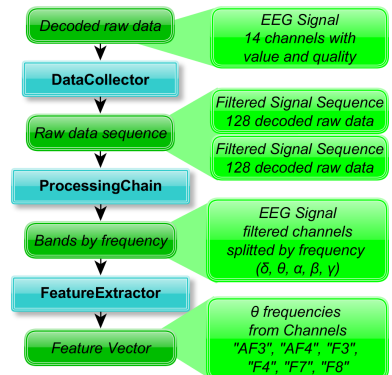 Decoded raw data
EEG Signal
14 channels with
value and quality
DataCollector
Raw data sequence
Filtered Signal Sequence
128 decoded raw data
Filtered Signal Sequence
128 decoded raw data
ProcessingChain
Bands by frequency
EEG Signal
filtered channels
splitted by frequency
(δ, θ, α, β, γ)
FeatureExtractor
Feature Vector
θ frequencies
from Channels
"AF3", "AF4", "F3",
"F4", "F7", "F8"